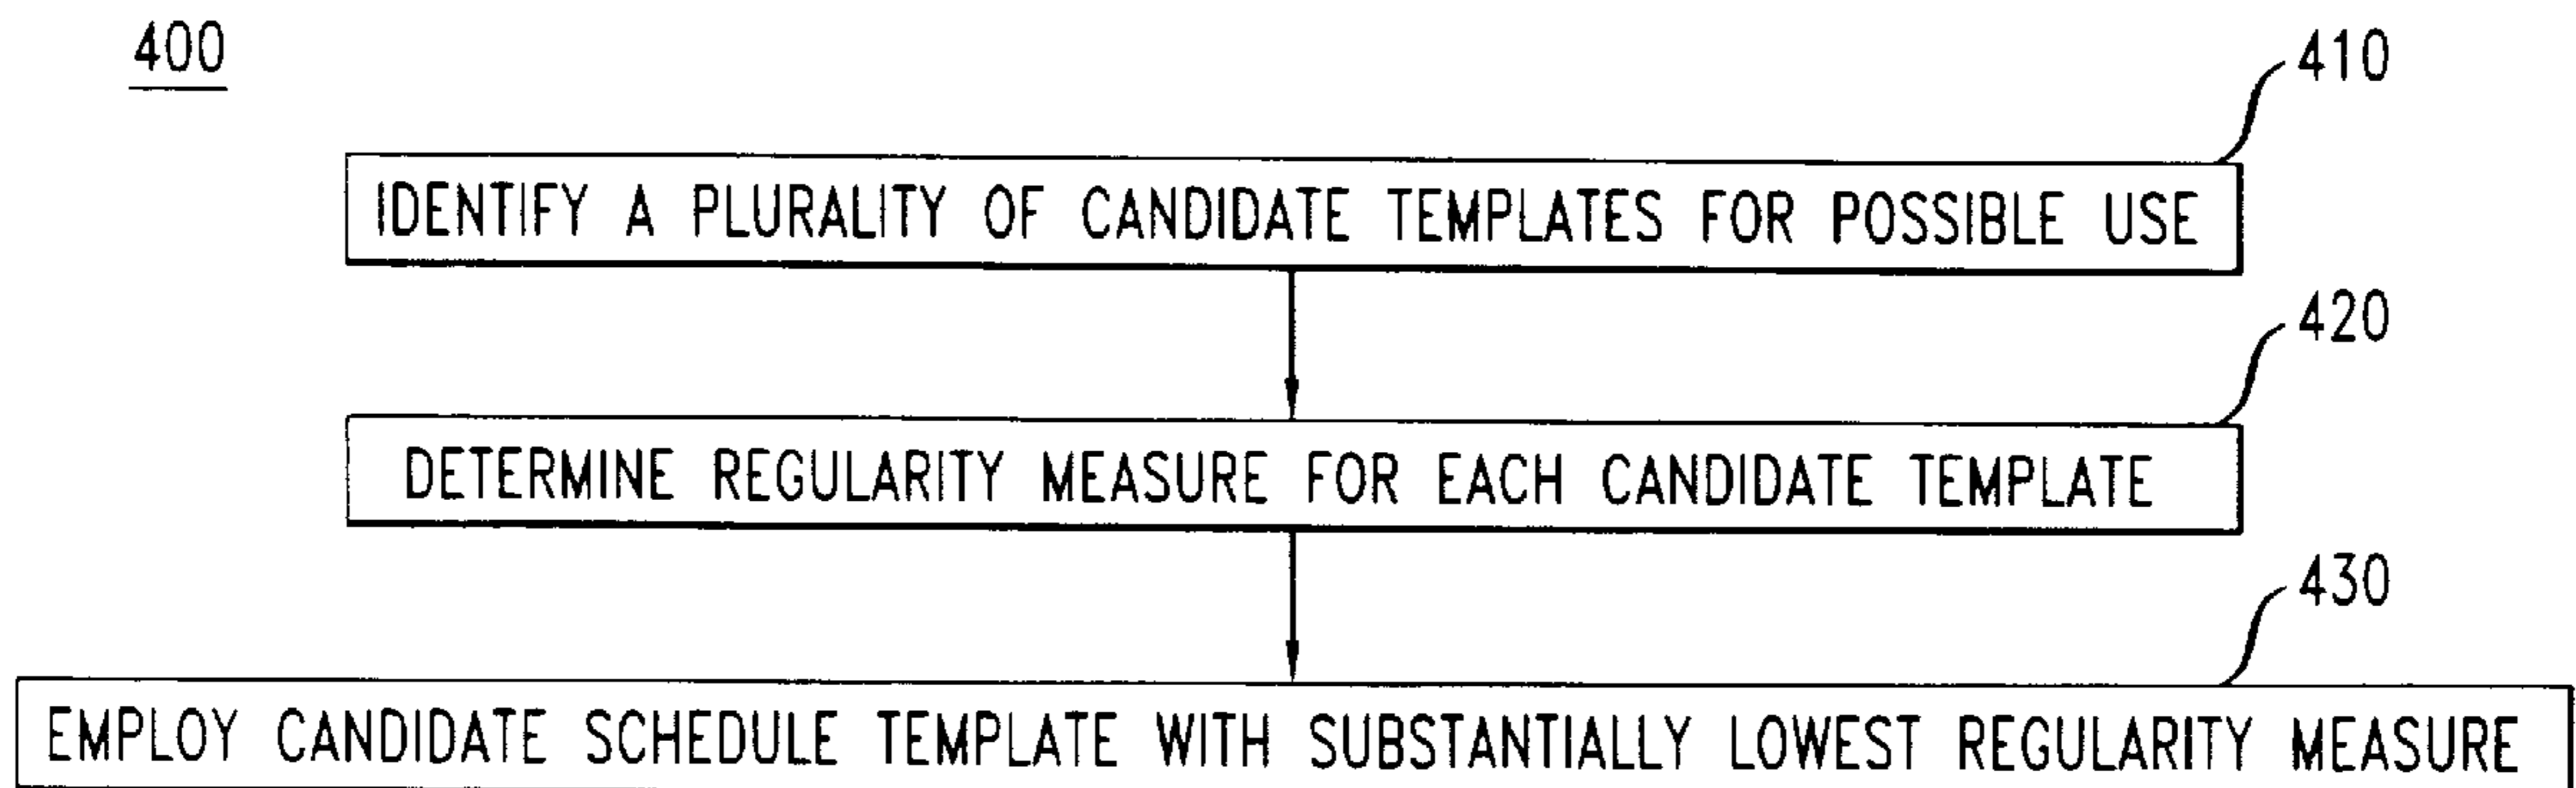 400
410
IDENTIFY A PLURALITY OF CANDIDATE TEMPLATES FOR POSSIBLE USE
420
DETERMINE REGULARITY MEASURE FOR EACH CANDIDATE TEMPLATE
430
EMPLOY CANDIDATE SCHEDULE TEMPLATE WITH SUBSTANTIALLY LOWEST REGULARITY MEASURE